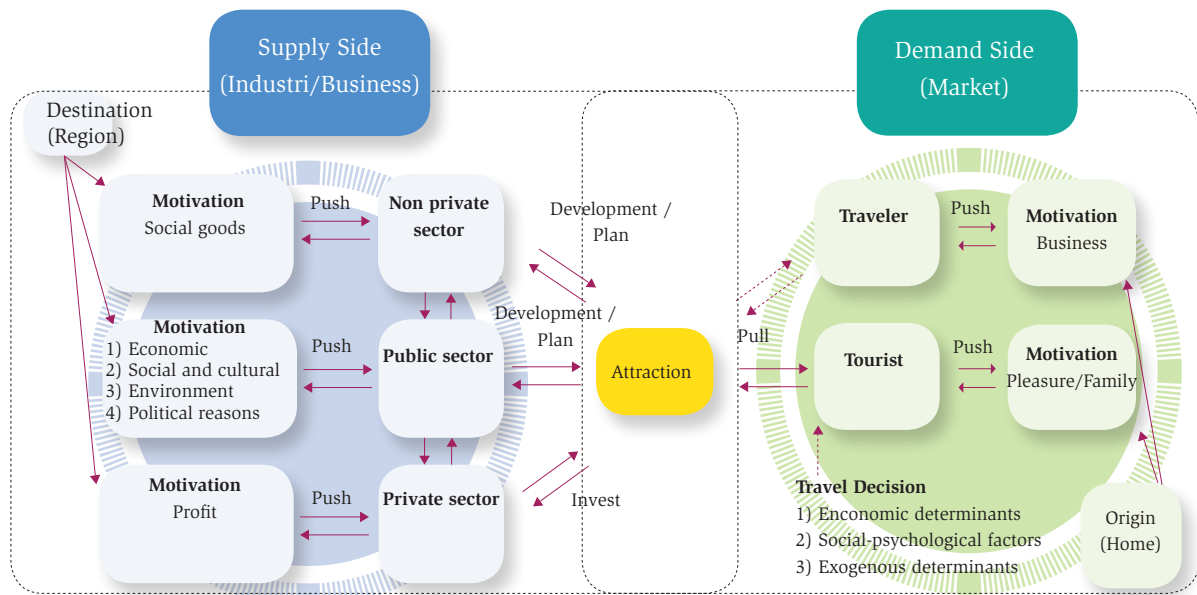 Supply Side
(Industri/Business)
Demand Side
(Market)
Destination
(Region)
Motivation
Social goods
Push
Non private
sector
Development /
Plan
Traveler
Push
Motivation
Business
Motivation
1) Economic
2) Social and cultural
3) Environment
4) Political reasons
Push
Public sector
Development /
Plan
Attraction
Pull
Tourist
Push
Motivation
Pleasure/Family
Motivation
Profit
Push
Private sector
Invest
Travel Decision
1) Enconomic determinants
2) Social-psychological factors
3) Exogenous determinants
Origin
(Home)